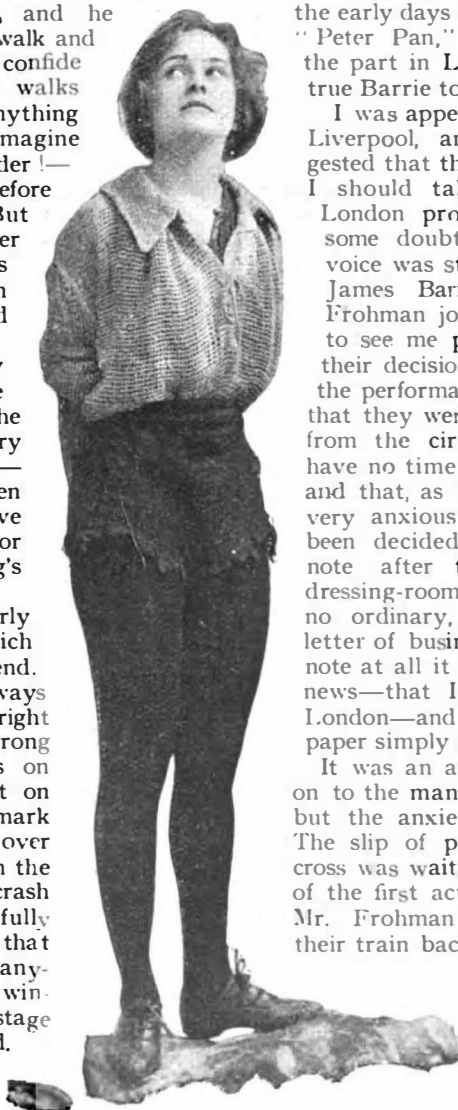 , and he
walk and
confide
walks
nything
magine
der !—
efore
But
er
s
n
d
y
e
he
ry
—
en
ve
or
g's
rly
ich
end.
ways
right
rong
s on
t on
mark
over
n the
crash
fully
that
any-
win-
stage
d.
the early days
"Peter Pan,"
the part in L
true Barrie to
I was appe
Liverpool, an
gested that th
I should tal
London pro
some doubt
voice was st
James Barr
Frohman jo
to see me p
their decisio
the performa
that they wer
from the cir
have no time
and that, as
very anxious
been decided
note after t
dressing-room
no ordinary,
letter of busin
note at all it
news—that I
London—and
paper simply
It was an a
on to the man
but the anxie
The slip of p
cross was wait
of the first ac
Mr. Frohman
their train bac